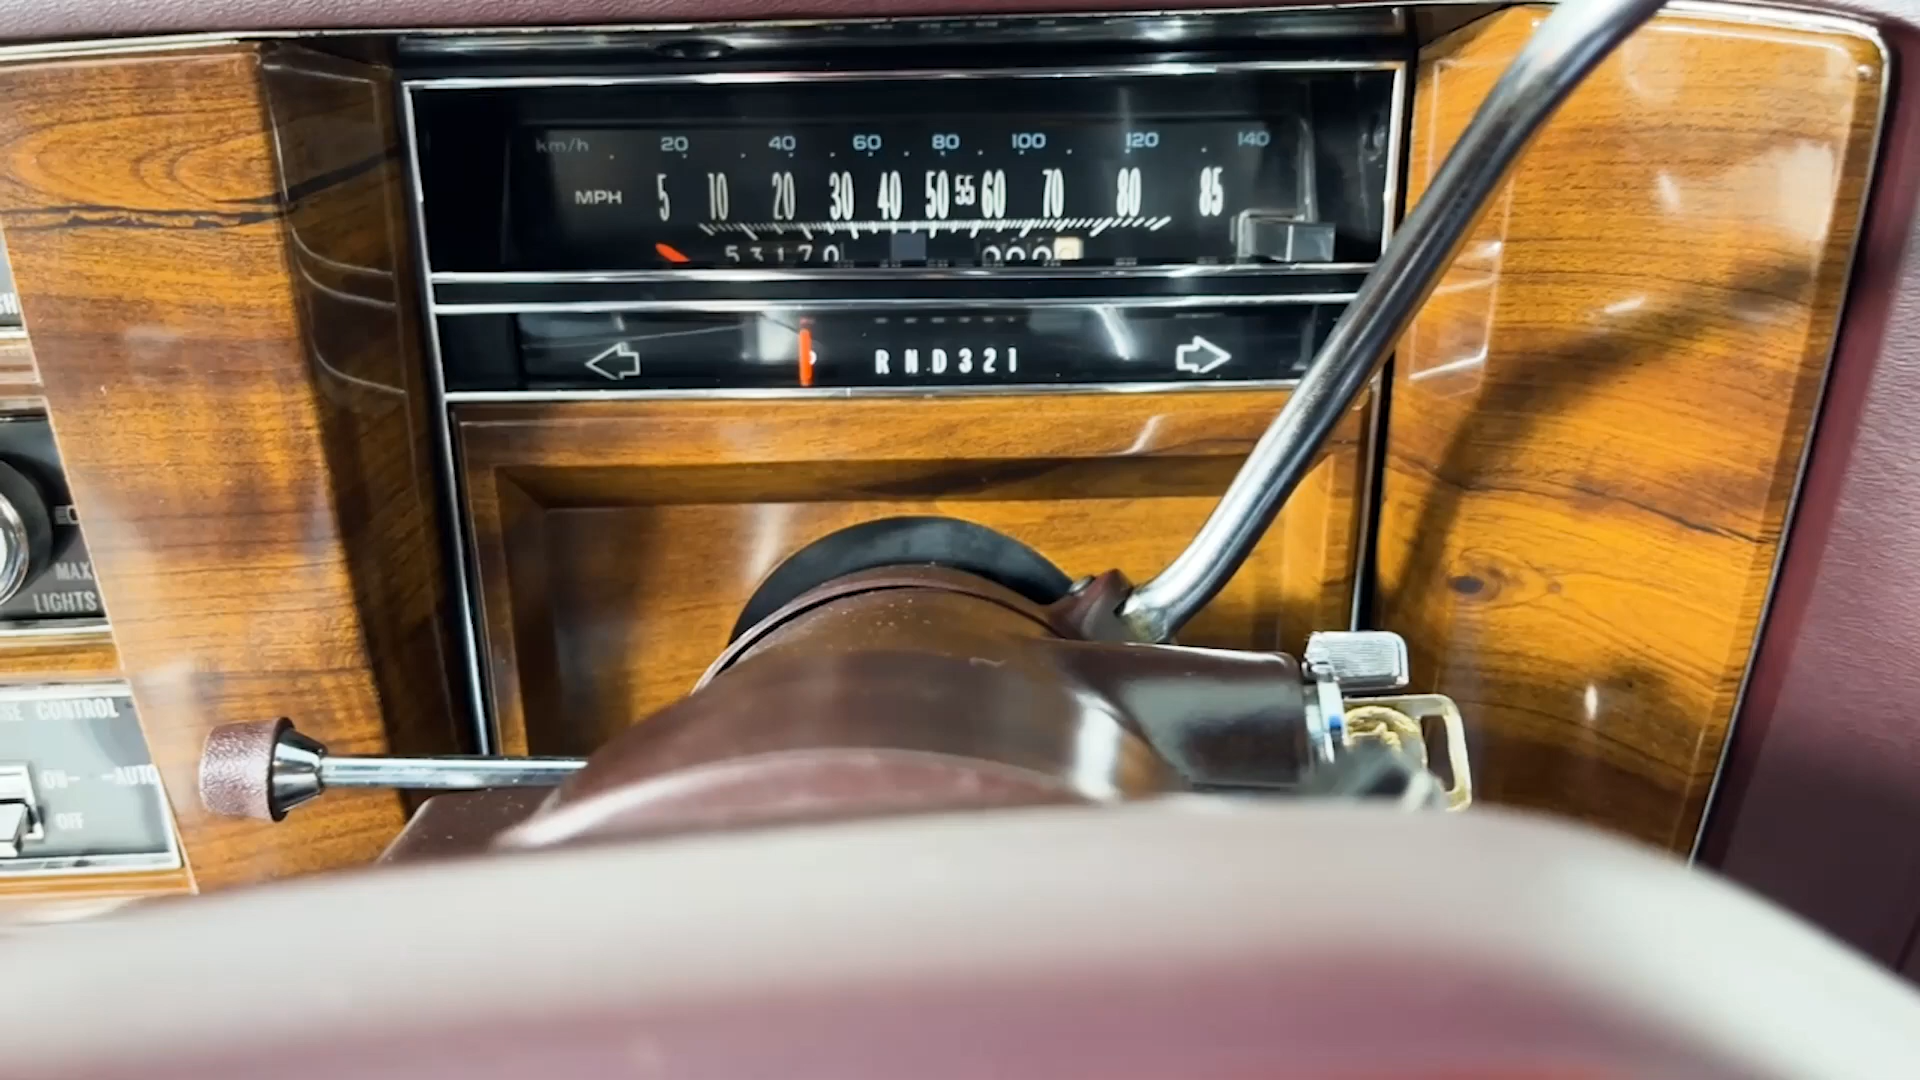 km/h 20 40 60 80 100 120 140
MPH 5 10 20 30 40 50 55 60 70 80 85
53170 000
R N D 3 2 1
MAX
LIGHTS
CONTROL
ON AUTO
OFF